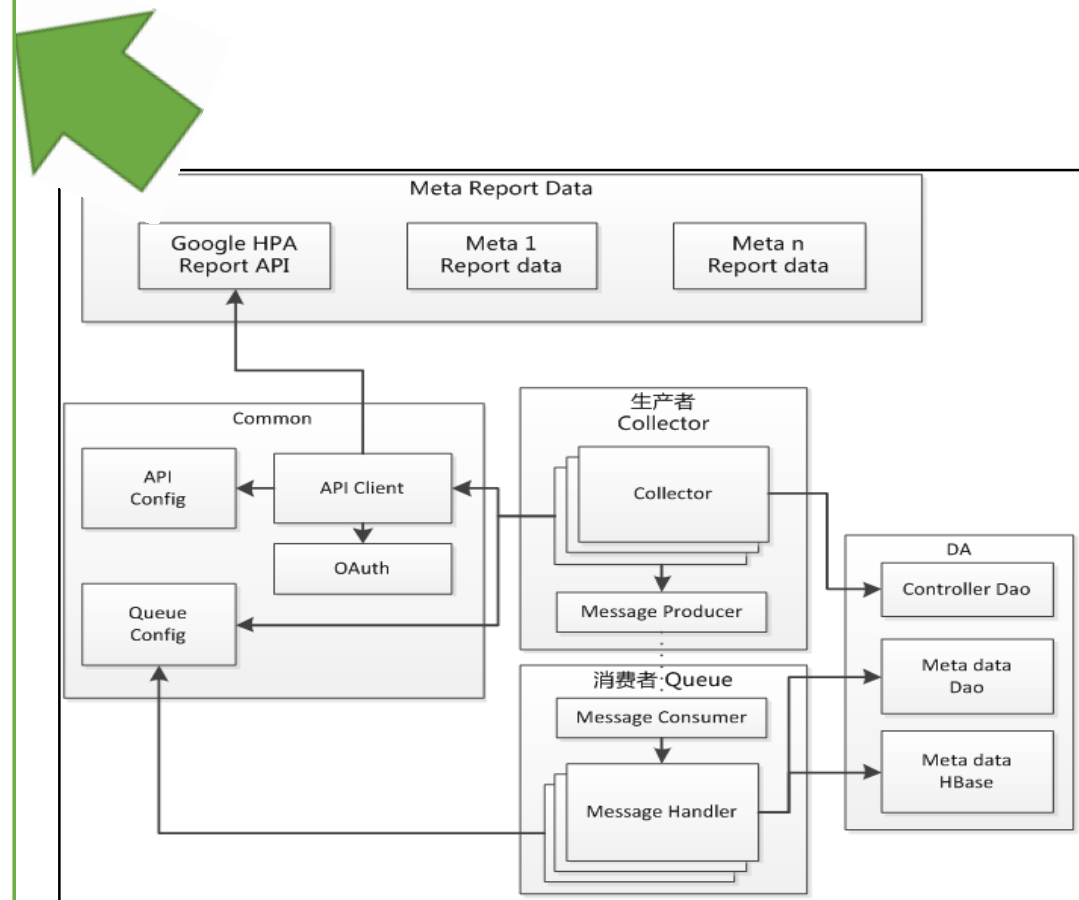 Meta Report Data
Google HPA
Report API
Meta 1
Report data
Meta n
Report data
Common
API
Config
API Client
OAuth
Queue
Config
生产者
Collector
Collector
Message Producer
消费者 Queue
Message Consumer
Message Handler
DA
Controller Dao
Meta data
Dao
Meta data
HBase